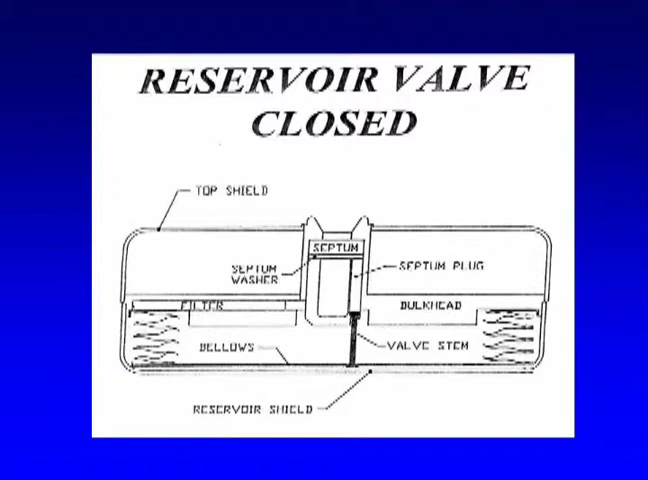 RESERVOIR VALVE
CLOSED
TOP SHIELD
SEPTUM
SEPTUM
WASHER
SEPTUM PLUG
FILTER
BULKHEAD
BELLOWS
VALVE STEM
RESERVOIR SHIELD